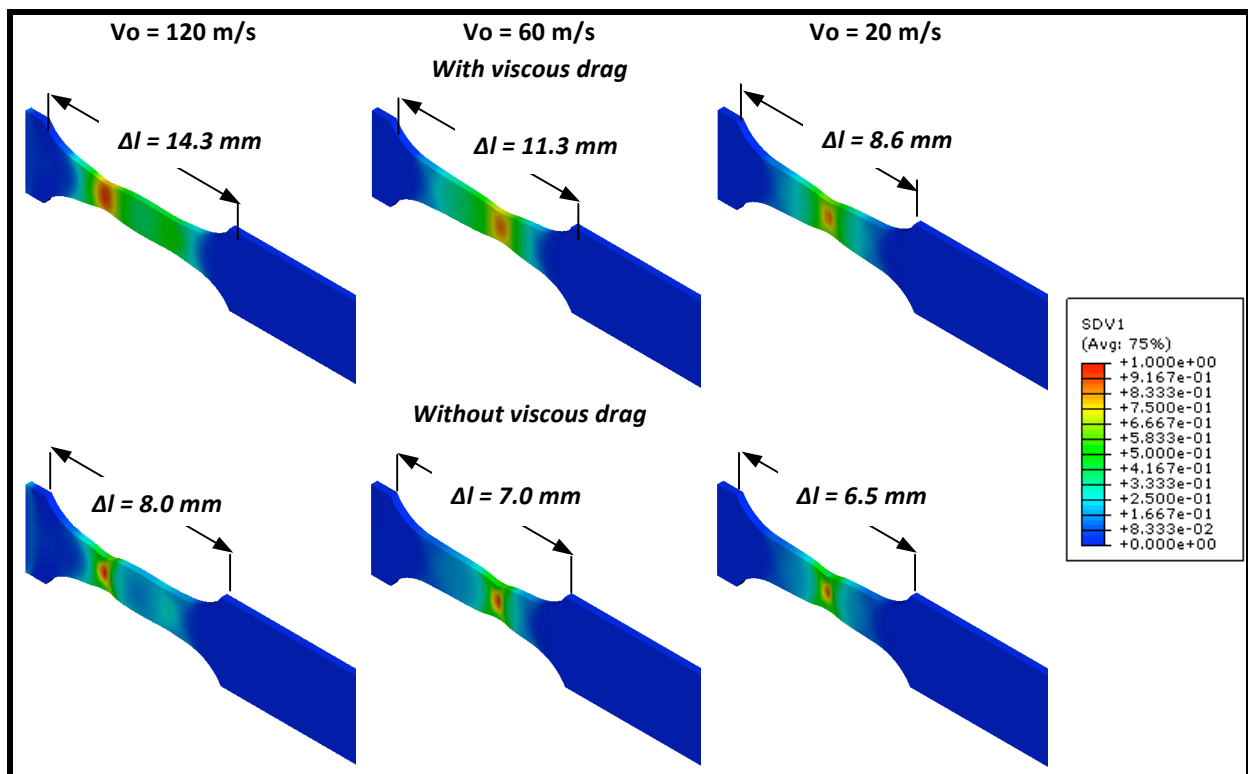 Vo = 120 m/s
Vo = 60 m/s
Vo = 20 m/s
With viscous drag
Δl = 14.3 mm
Δl = 11.3 mm
Δl = 8.6 mm
Without viscous drag
Δl = 8.0 mm
Δl = 7.0 mm
Δl = 6.5 mm
SDV1
(Avg: 75%)
+1.000e+00
+9.167e-01
+8.333e-01
+7.500e-01
+6.667e-01
+5.833e-01
+5.000e-01
+4.167e-01
+3.333e-01
+2.500e-01
+1.667e-01
+8.333e-02
+0.000e+00